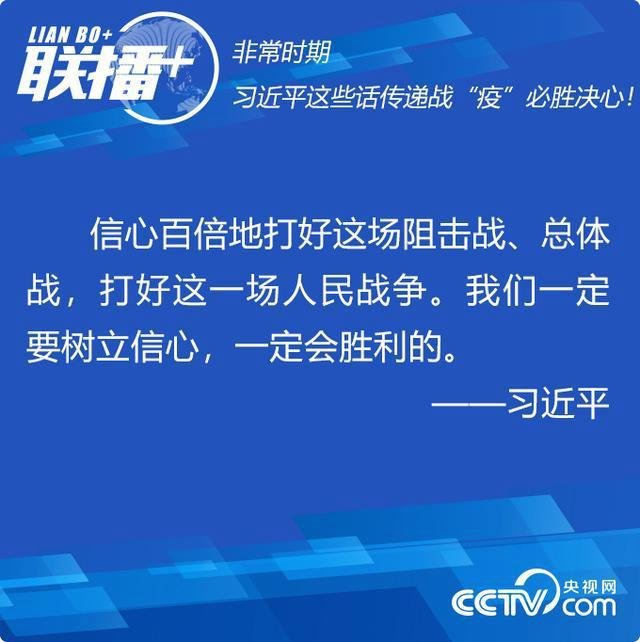 LIAN BO+
联播+
非常时期
习近平这些话传递战“疫”必胜决心！
信心百倍地打好这场阻击战、总体
战，打好这一场人民战争。我们一定
要树立信心，一定会胜利的。
——习近平
CCTV.com
央视网